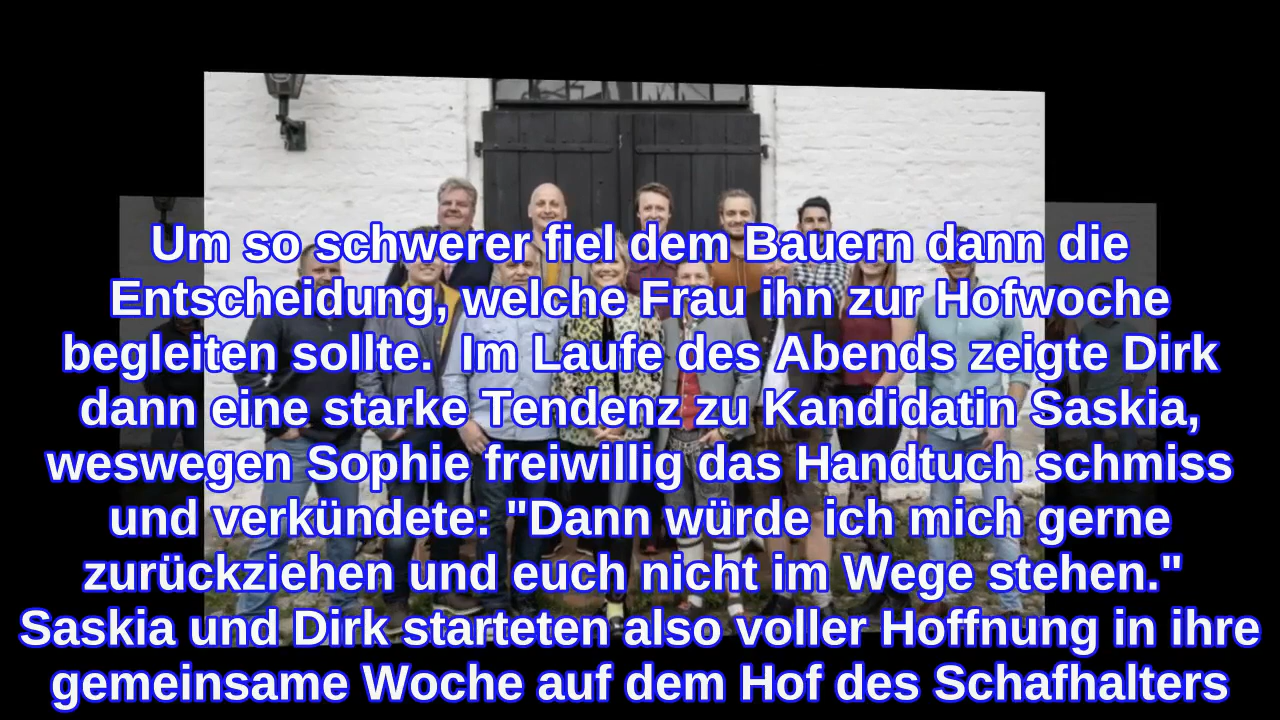 Um so schwerer fiel dem Bauern dann die
Entscheidung, welche Frau ihn zur Hofwoche
begleiten sollte.  Im Laufe des Abends zeigte Dirk
dann eine starke Tendenz zu Kandidatin Saskia,
weswegen Sophie freiwillig das Handtuch schmiss
und verkündete: "Dann würde ich mich gerne
zurückziehen und euch nicht im Wege stehen."
Saskia und Dirk starteten also voller Hoffnung in ihre
gemeinsame Woche auf dem Hof des Schafhalters